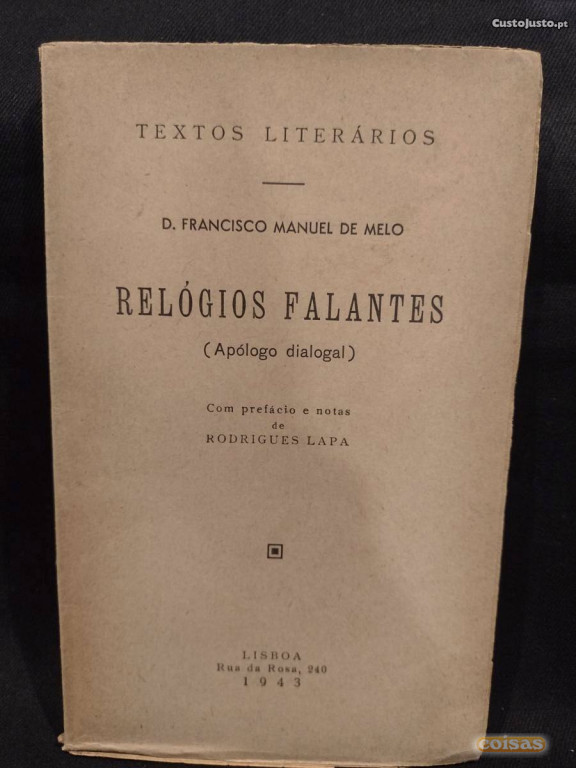 CustoJusto.pt
TEXTOS LITERÁRIOS
D. FRANCISCO MANUEL DE MELO
RELÓGIOS FALANTES
(Apólogo dialogal)
Com prefácio e notas
de
RODRIGUES LAPA
LISBOA
Rua da Rosa, 240
1943
coisas